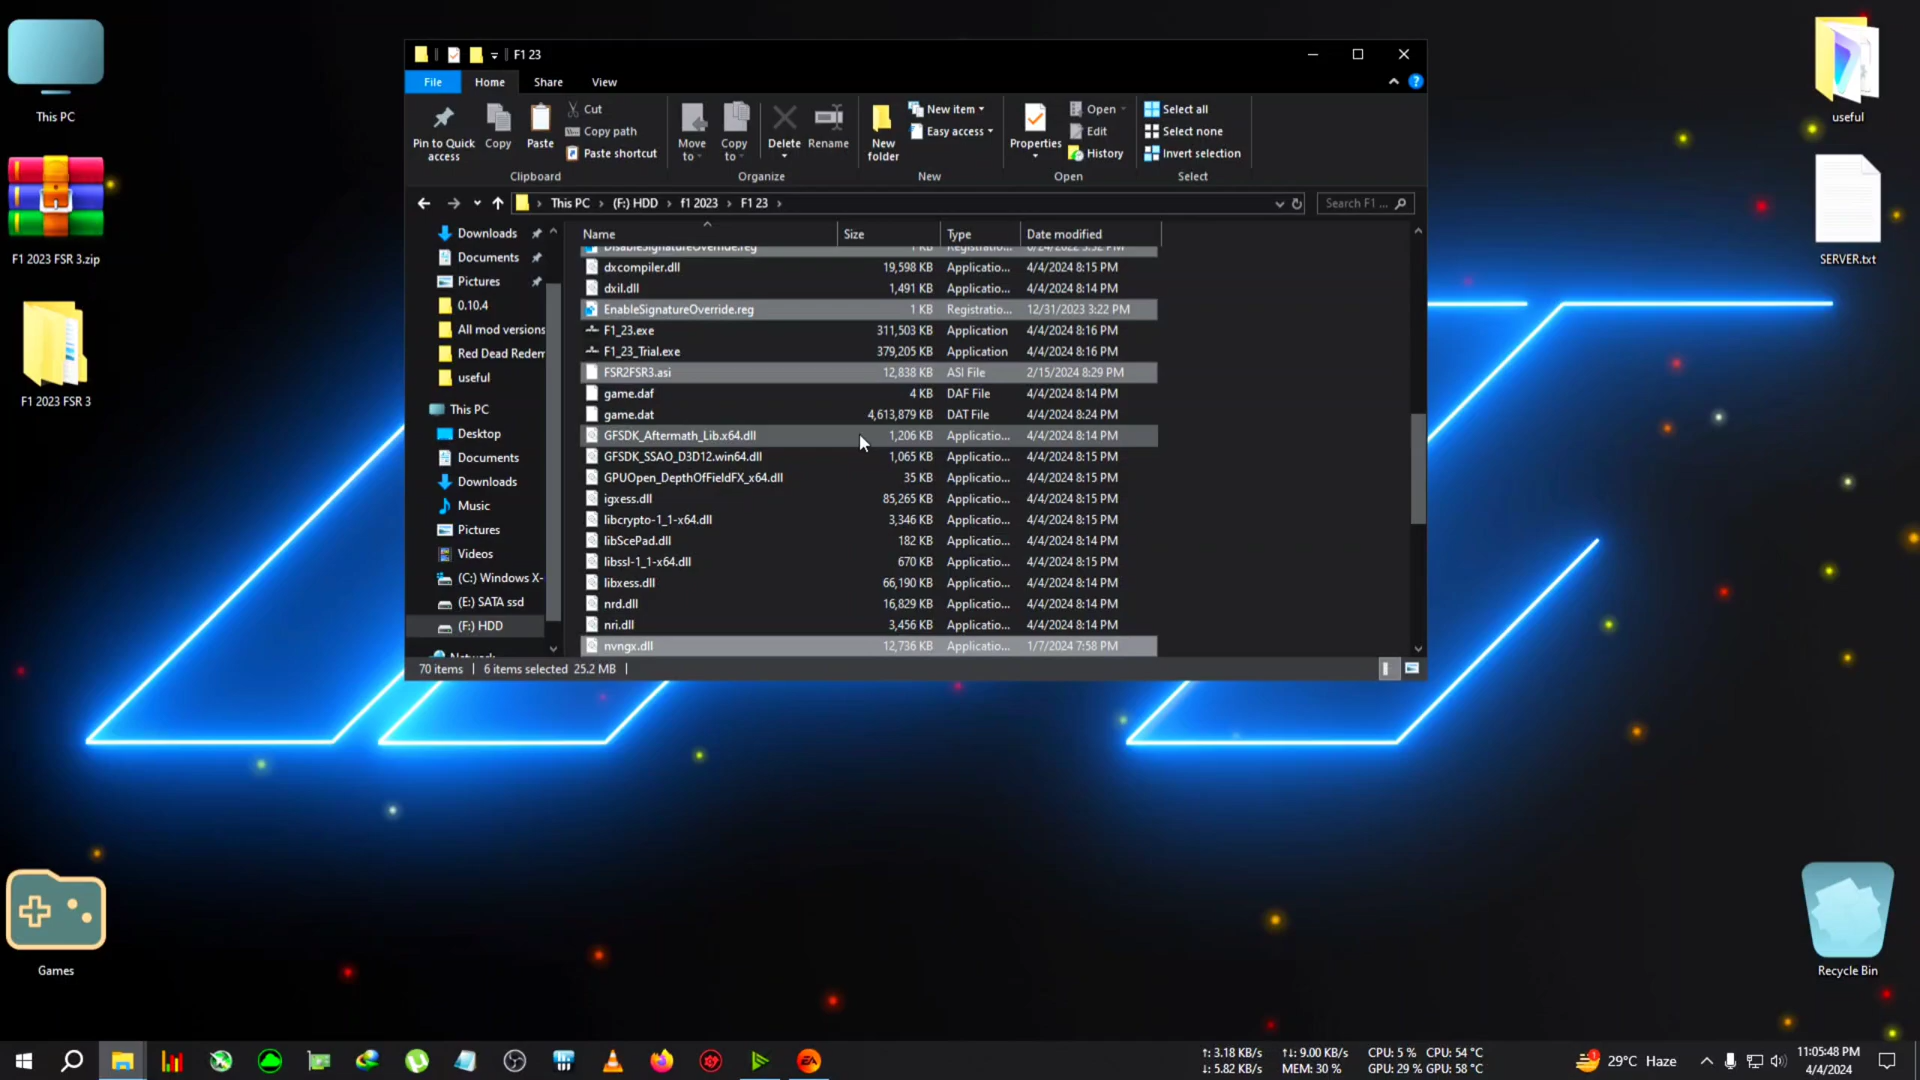 This PC
F1 2023 FSR 3.zip
F1 2023 FSR 3
Games
useful
SERVER.txt
Recycle Bin
F1 23
File Home Share View
Pin to Quick access
Copy
Paste
Cut
Copy path
Paste shortcut
Clipboard
Move to
Copy to
Delete
Rename
Organize
New folder
New item
Easy access
New
Properties
Open
Edit
History
Open
Select all
Select none
Invert selection
Select
This PC > (F:) HDD > f1 2023 > F1 23 >
Search F1 ...
Downloads
Documents
Pictures
0.10.4
All mod versions
Red Dead Redem
useful
This PC
Desktop
Documents
Downloads
Music
Pictures
Videos
(C:) Windows X-
(E:) SATA ssd
(F:) HDD
Network
Name Size Type Date modified
DisableSignatureOverride.reg 1 KB Registratio... 6/24/2022 5:52 PM
dxcompiler.dll 19,598 KB Applicatio... 4/4/2024 8:15 PM
dxil.dll 1,491 KB Applicatio... 4/4/2024 8:14 PM
EnableSignatureOverride.reg 1 KB Registratio... 12/31/2023 3:22 PM
F1_23.exe 311,503 KB Application 4/4/2024 8:16 PM
F1_23_Trial.exe 379,205 KB Application 4/4/2024 8:16 PM
FSR2FSR3.asi 12,838 KB ASI File 2/15/2024 8:29 PM
game.daf 4 KB DAF File 4/4/2024 8:14 PM
game.dat 4,613,879 KB DAT File 4/4/2024 8:24 PM
GFSDK_Aftermath_Lib.x64.dll 1,206 KB Applicatio... 4/4/2024 8:14 PM
GFSDK_SSAO_D3D12.win64.dll 1,065 KB Applicatio... 4/4/2024 8:15 PM
GPUOpen_DepthOfFieldFX_x64.dll 35 KB Applicatio... 4/4/2024 8:15 PM
igxess.dll 85,265 KB Applicatio... 4/4/2024 8:15 PM
libcrypto-1_1-x64.dll 3,346 KB Applicatio... 4/4/2024 8:15 PM
libScePad.dll 182 KB Applicatio... 4/4/2024 8:14 PM
libssl-1_1-x64.dll 670 KB Applicatio... 4/4/2024 8:15 PM
libxess.dll 66,190 KB Applicatio... 4/4/2024 8:14 PM
nrd.dll 16,829 KB Applicatio... 4/4/2024 8:14 PM
nri.dll 3,456 KB Applicatio... 4/4/2024 8:14 PM
nvngx.dll 12,736 KB Applicatio... 1/7/2024 7:58 PM
70 items 6 items selected 25.2 MB
↑: 3.18 KB/s ↑↓: 9.00 KB/s CPU: 5 % CPU: 54 °C
↓: 5.82 KB/s MEM: 30 % GPU: 29 % GPU: 58 °C
1
29°C Haze
11:05:48 PM
4/4/2024
EA